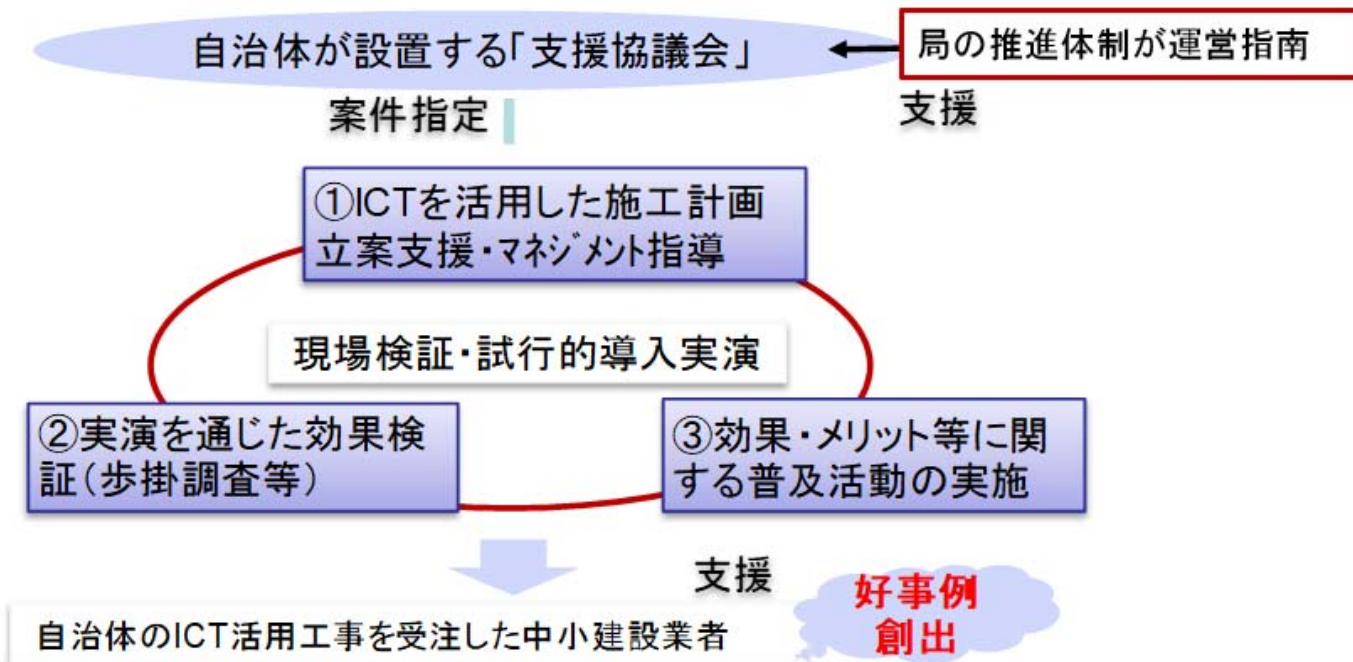 自治体が設置する「支援協議会」
局の推進体制が運営指南
案件指定
支援
①ICTを活用した施工計画
立案支援・マネジメント指導
現場検証・試行的導入実演
②実演を通じた効果検
証(歩掛調査等)
③効果・メリット等に関
する普及活動の実施
支援
好事例
創出
自治体のICT活用工事を受注した中小建設業者